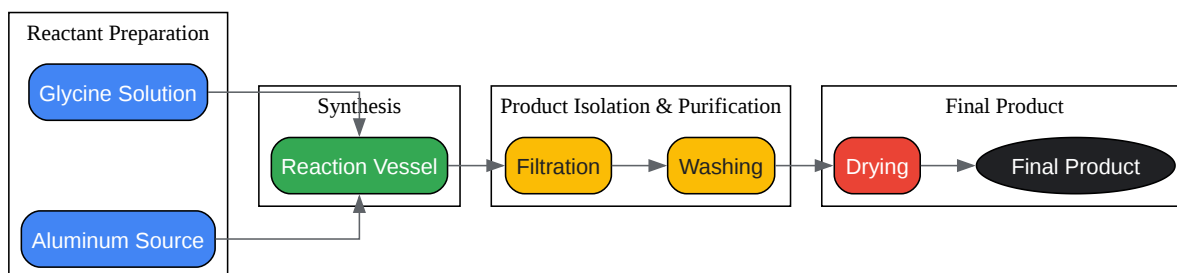 Reactant Preparation
Glycine Solution
Aluminum Source
Synthesis
Reaction Vessel
Product Isolation & Purification
Filtration
Washing
Final Product
Drying
Final Product